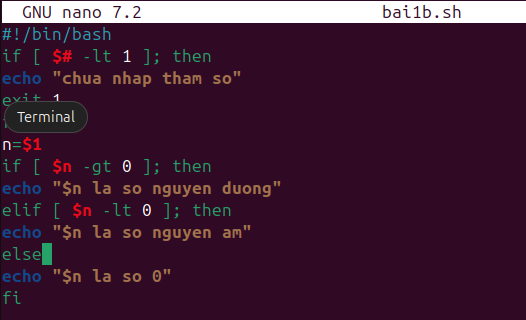 GNU nano 7.2 bai1b.sh
#!/bin/bash
if [ $# -lt 1 ]; then
echo "chua nhap tham so"
exit 1
Terminal
n=$1
if [ $n -gt 0 ]; then
echo "$n la so nguyen duong"
elif [ $n -lt 0 ]; then
echo "$n la so nguyen am"
else
echo "$n la so 0"
fi